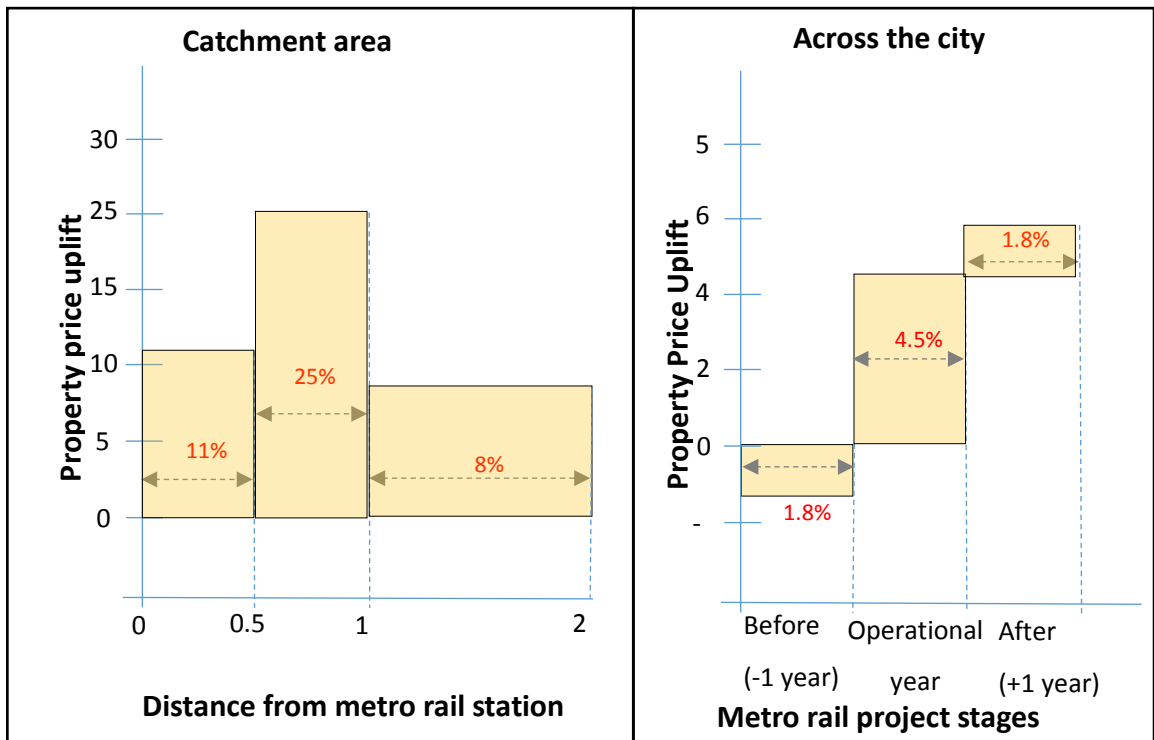 Catchment area
Property price uplift
30
25
15
10
5
0
11%
25%
8%
0
0.5
1
2
Distance from metro rail station
Across the city
Property Price Uplift
5
6
4
2
0
-
1.8%
4.5%
1.8%
Before
(-1 year)
Operational
year
After
(+1 year)
Metro rail project stages